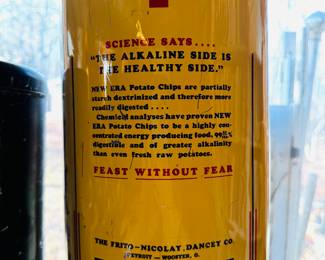 SCIENCE SAYS....
"THE ALKALINE SIDE IS
THE HEALTHY SIDE."
NEW ERA Potato Chips are partially
starch dextrinized and therefore more
readily digested....
Chemical analyses have proven NEW
ERA Potato Chips to be a highly con-
centrated energy producing food,
digestible and of greater alkalinity
than even fresh raw potatoes.
FEAST WITHOUT FEAR
THE FRITO-NICOLAY, DANCEY CO.
DETROIT - WOOSTER, O.